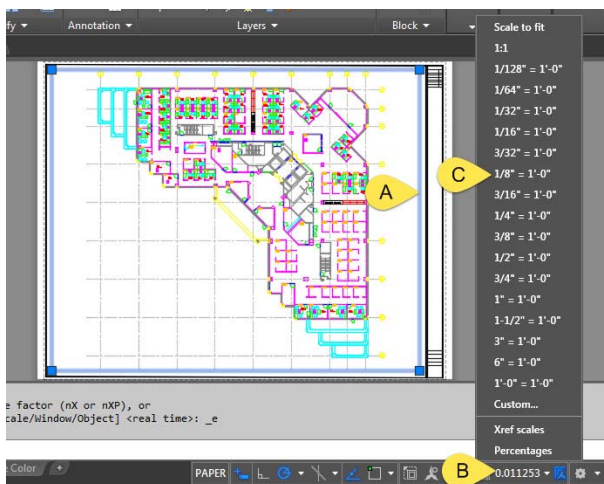 fy ▾ Annotation ▾ Layers ▾ Block ▾
Scale to fit
1:1
1/128" = 1'-0"
1/64" = 1'-0"
1/32" = 1'-0"
1/16" = 1'-0"
3/32" = 1'-0"
C
1/8" = 1'-0"
A
3/16" = 1'-0"
1/4" = 1'-0"
3/8" = 1'-0"
1/2" = 1'-0"
3/4" = 1'-0"
1" = 1'-0"
1-1/2" = 1'-0"
3" = 1'-0"
6" = 1'-0"
1'-0" = 1'-0"
Custom...
Xref scales
Percentages
e factor (nX or nXP), or
cale/Window/Object] <real time>: _e
e Color
PAPER
B
0.011253